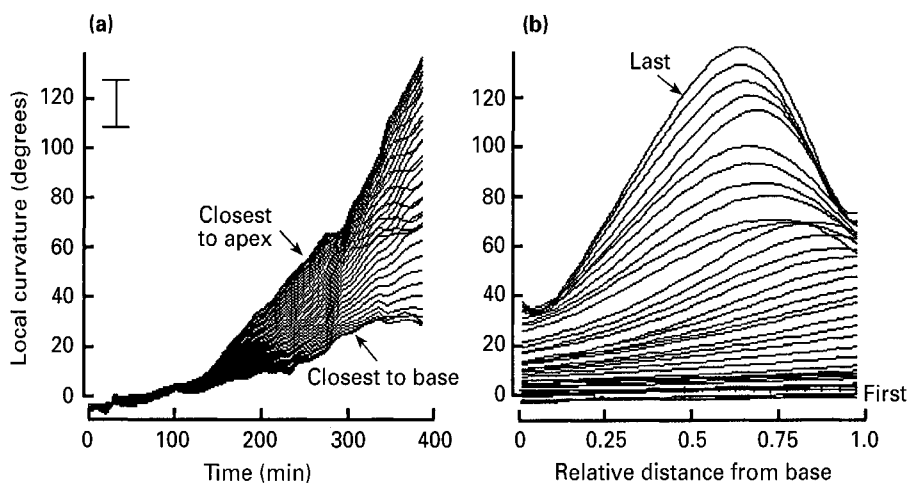 (a)
Local curvature (degrees)
120
100
80
60
40
20
0
Closest
to apex
Closest to base
0 100 200 300 400
Time (min)
(b)
120
100
80
60
40
20
0
Last
First
0 0.25 0.5 0.75 1.0
Relative distance from base